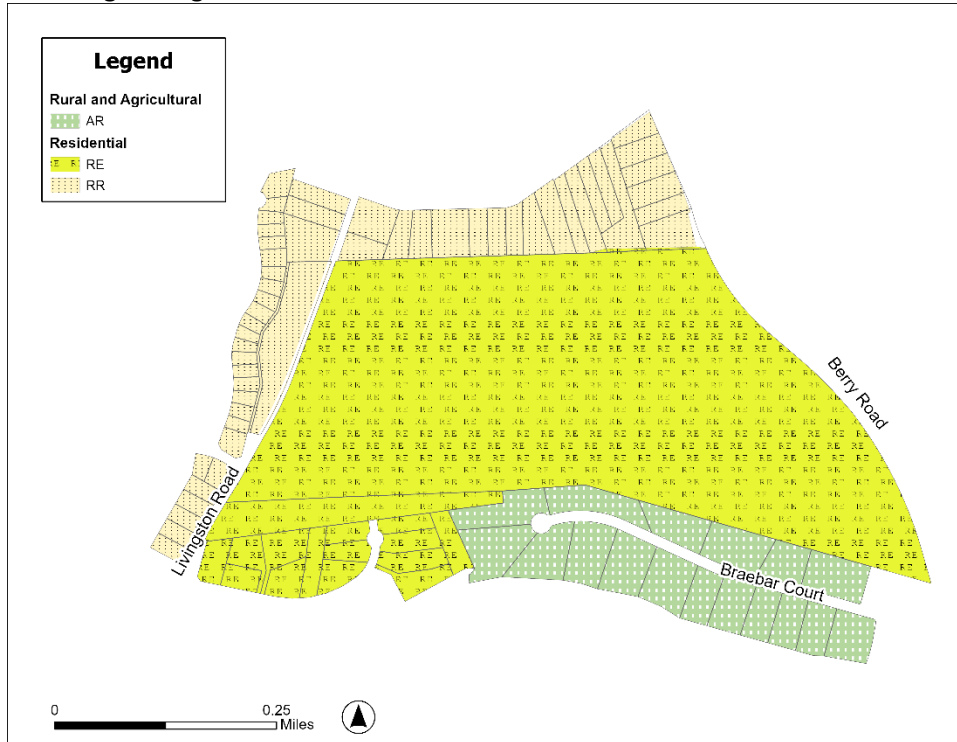 Legend
Rural and Agricultural
AR
Residential
RE
RR
Livingston Road
Berry Road
Braebar Court
0
0.25
Miles